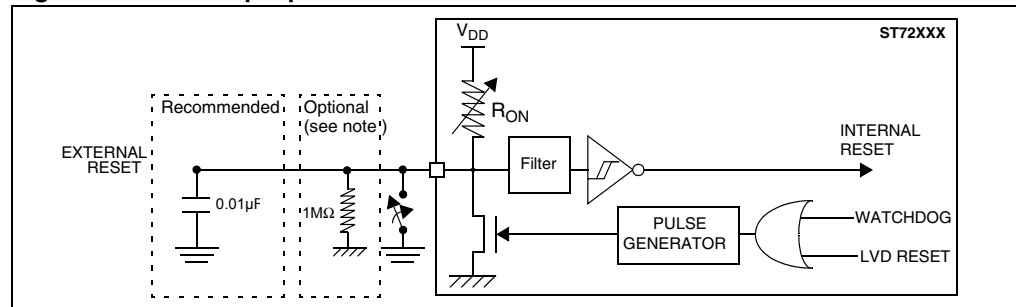 V_DD
ST72XXX
Recommended
Optional
(see note )
R_ON
EXTERNAL
RESET
Filter
INTERNAL
RESET
0.01µF
1MΩ
PULSE
GENERATOR
WATCHDOG
LVD RESET